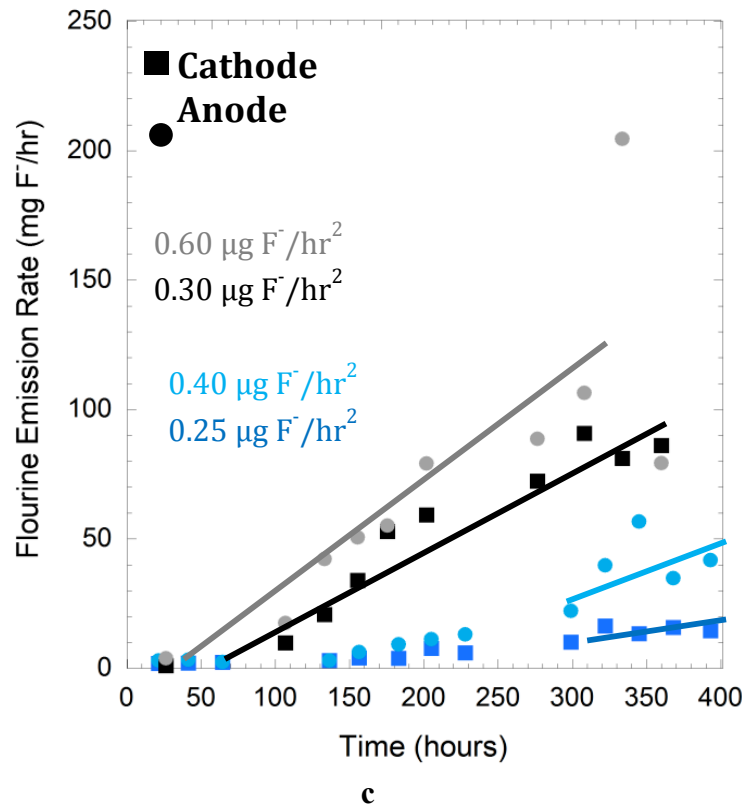 Flourine Emission Rate (mg F⁻/hr)
250
200
150
100
50
0
Cathode
Anode
0.60 µg F⁻/hr²
0.30 µg F⁻/hr²
0.40 µg F⁻/hr²
0.25 µg F⁻/hr²
0 50 100 150 200 250 300 350 400
Time (hours)
c